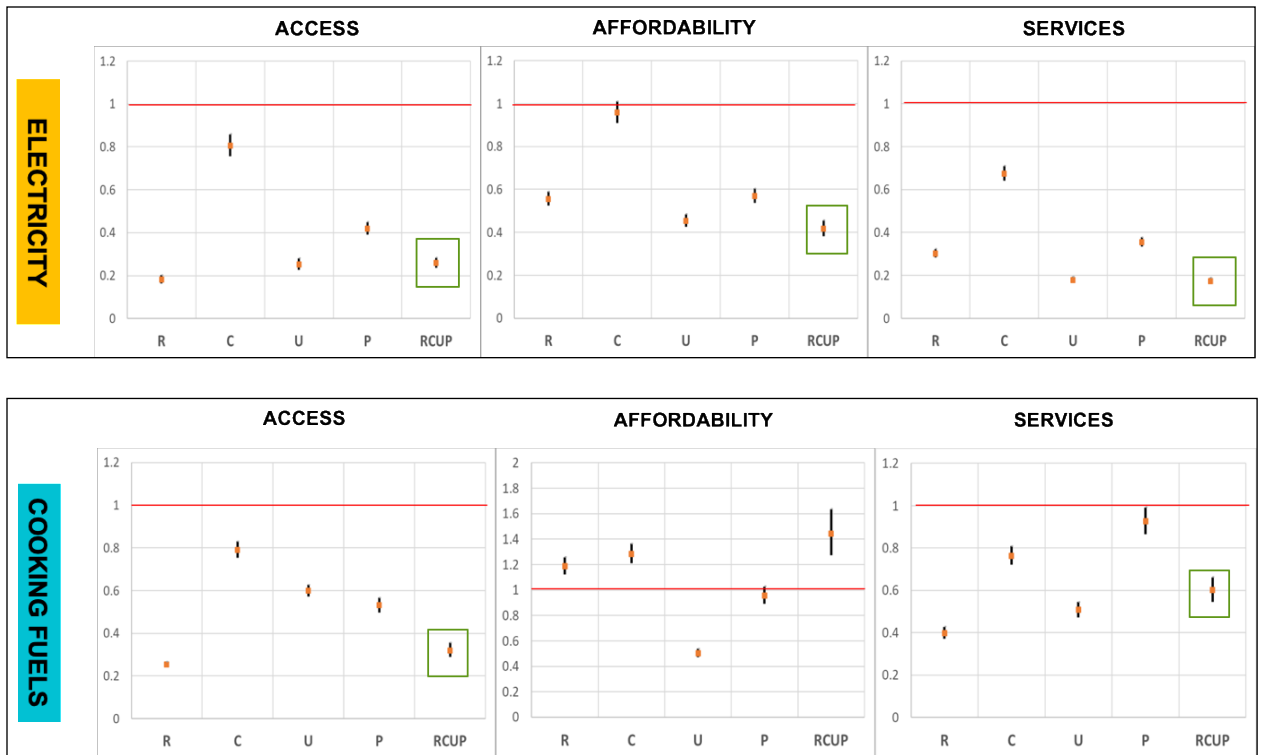 ACCESS AFFORDABILITY SERVICES
ELECTRICITY
1.2 1.2 1.2
1 1 1
0.8 0.8 0.8
0.6 0.6 0.6
0.4 0.4 0.4
0.2 0.2 0.2
0 0 0
R C U P RCUP R C U P RCUP R C U P RCUP
ACCESS AFFORDABILITY SERVICES
COOKING FUELS
1.2 2 1.2
1.8
1 1.6 1
1.4
0.8 1.2 0.8
0.6 1 0.6
0.8
0.4 0.6 0.4
0.4
0.2 0.2 0.2
0 0 0
R C U P RCUP R C U P RCUP R C U P RCUP